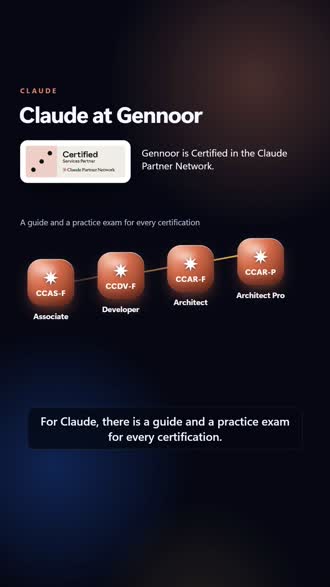 CLAUDE
Claude at Gennoor
Certified
Services Partner
Claude Partner Network
Gennoor is Certified in the Claude
Partner Network.
A guide and a practice exam for every certification
CCAS-F
CCDV-F
CCAR-F
CCAR-P
Associate
Developer
Architect
Architect Pro
For Claude, there is a guide and a practice exam
for every certification.